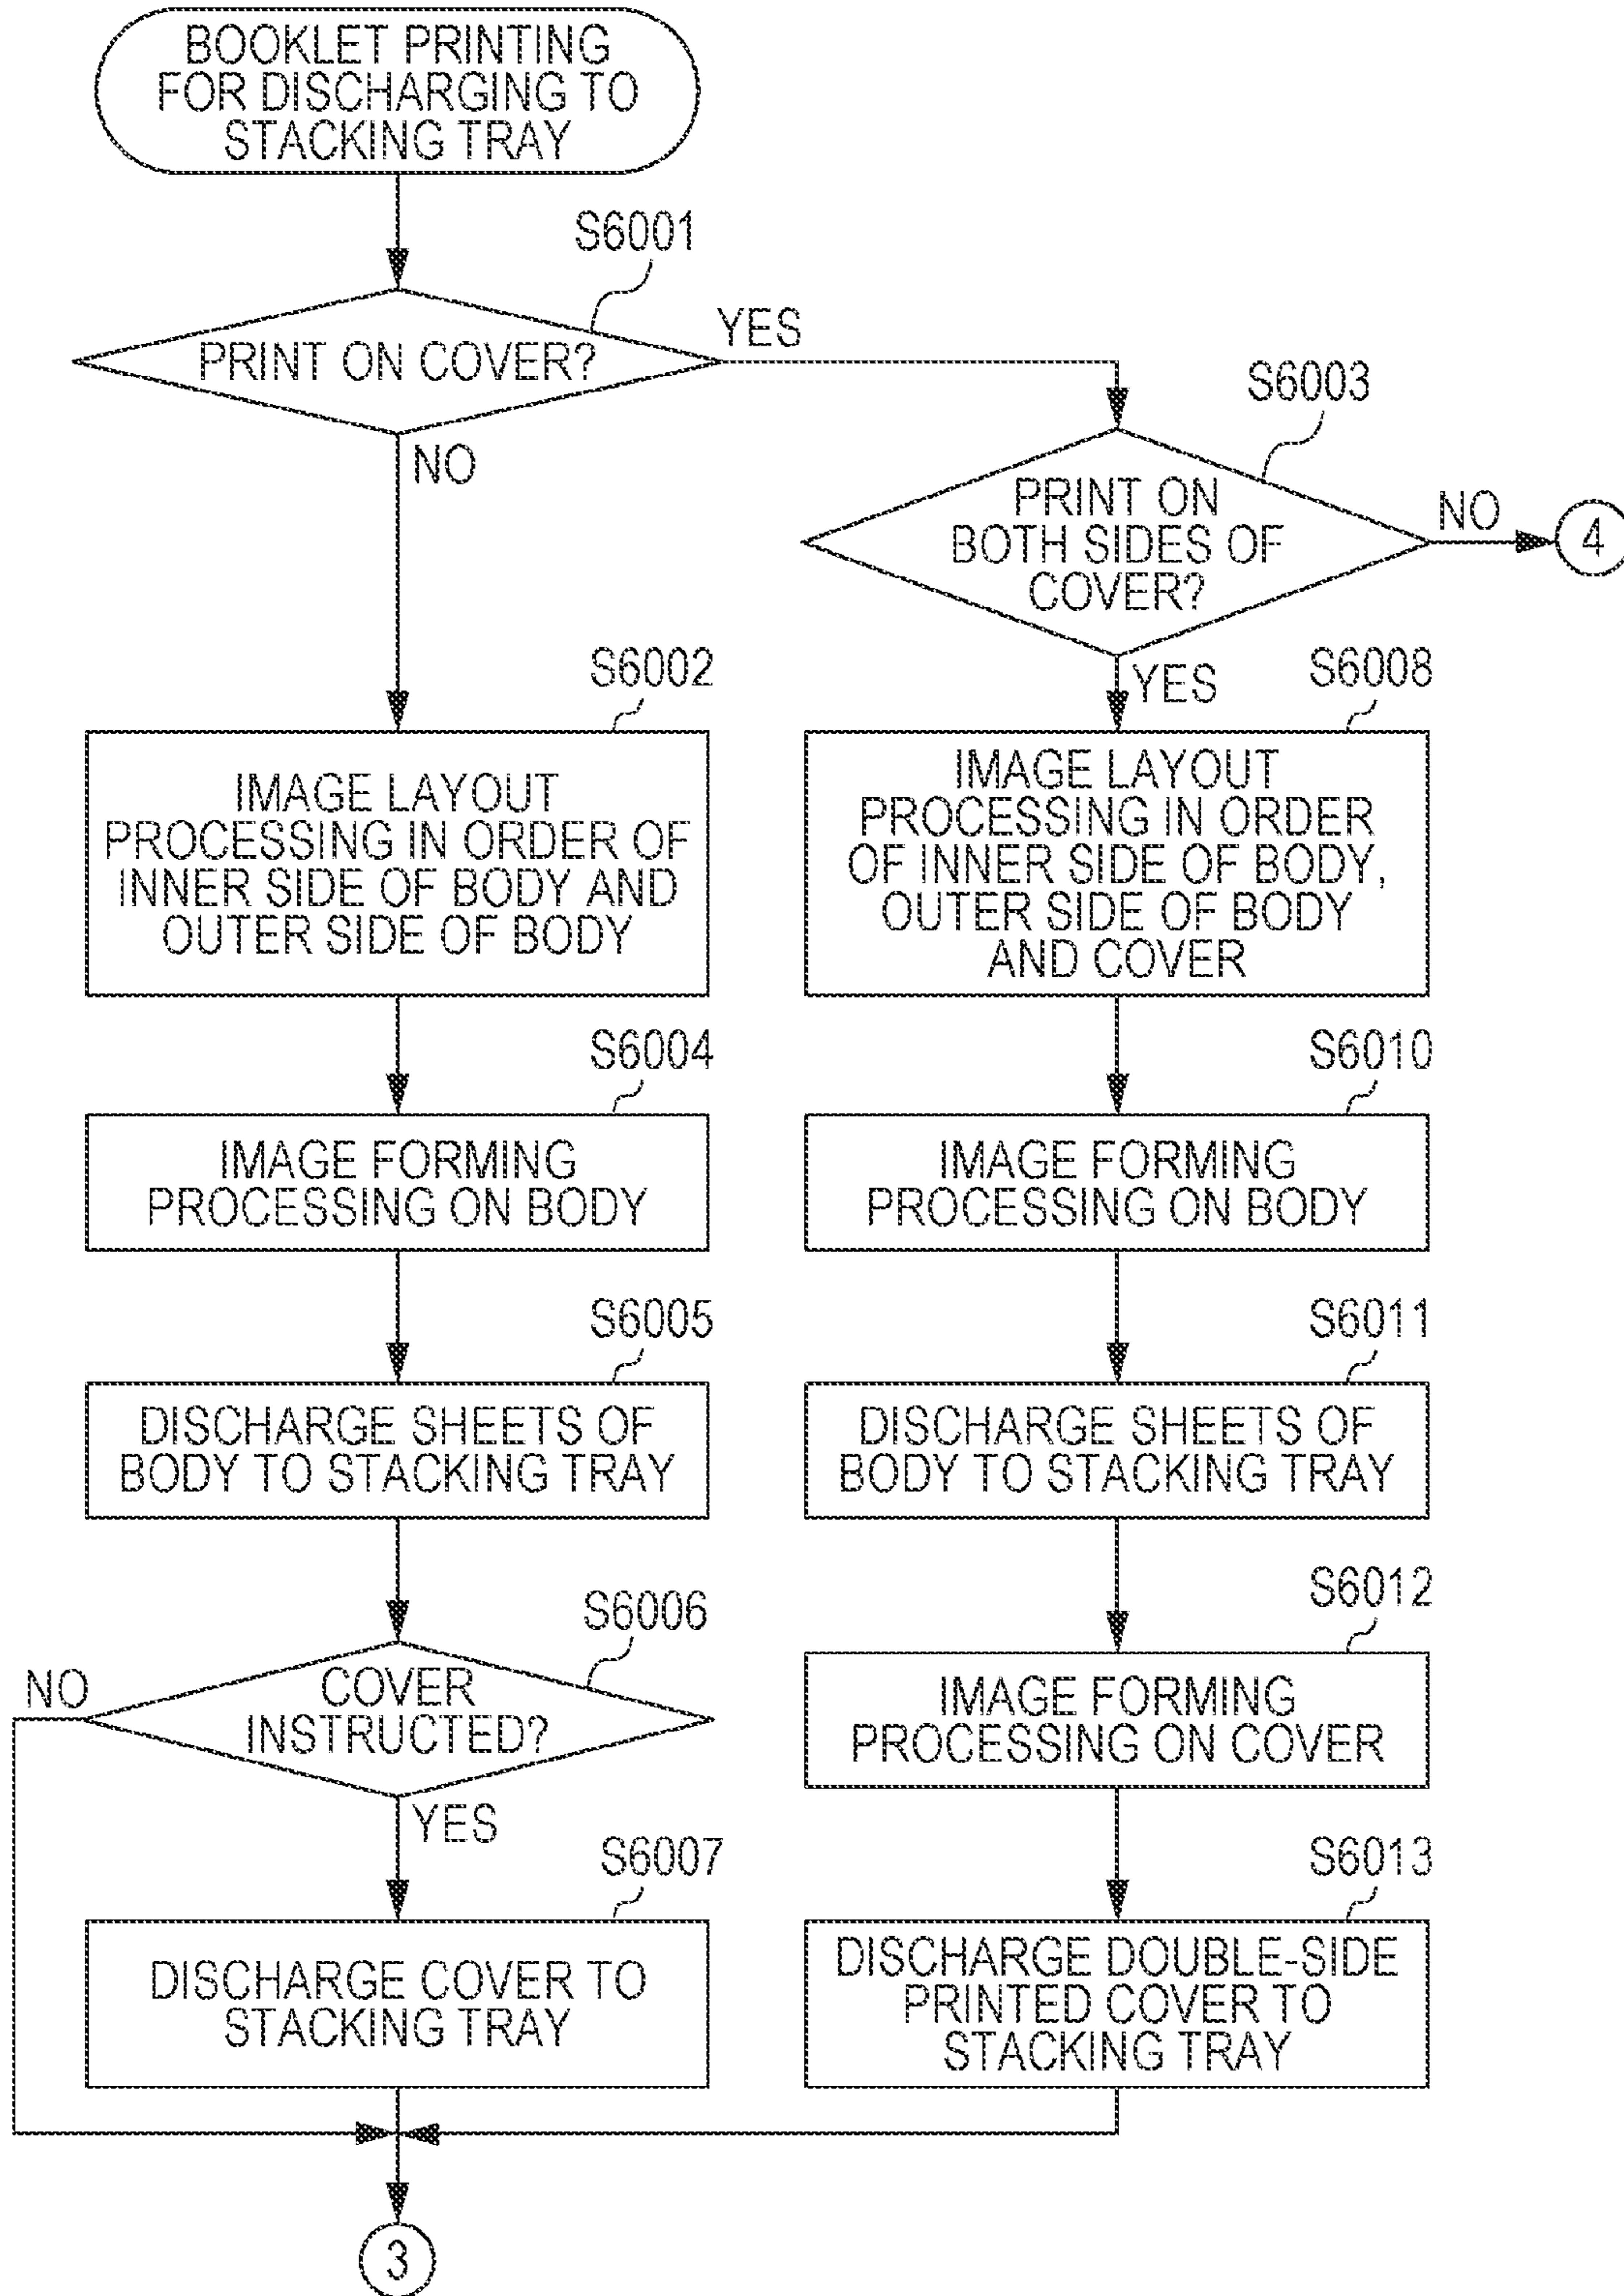 BOOKLET PRINTING
FOR DISCHARGING TO
STACKING TRAY
S6001
PRINT ON COVER?
YES
NO
S6003
PRINT ON
BOTH SIDES OF
COVER?
NO
4
YES
S6002
IMAGE LAYOUT
PROCESSING IN ORDER OF
INNER SIDE OF BODY AND
OUTER SIDE OF BODY
S6008
IMAGE LAYOUT
PROCESSING IN ORDER
OF INNER SIDE OF BODY,
OUTER SIDE OF BODY
AND COVER
S6004
IMAGE FORMING
PROCESSING ON BODY
S6010
IMAGE FORMING
PROCESSING ON BODY
S6005
DISCHARGE SHEETS OF
BODY TO STACKING TRAY
S6011
DISCHARGE SHEETS OF
BODY TO STACKING TRAY
S6006
COVER
INSTRUCTED?
NO
YES
S6012
IMAGE FORMING
PROCESSING ON COVER
S6007
DISCHARGE COVER TO
STACKING TRAY
S6013
DISCHARGE DOUBLE-SIDE
PRINTED COVER TO
STACKING TRAY
3